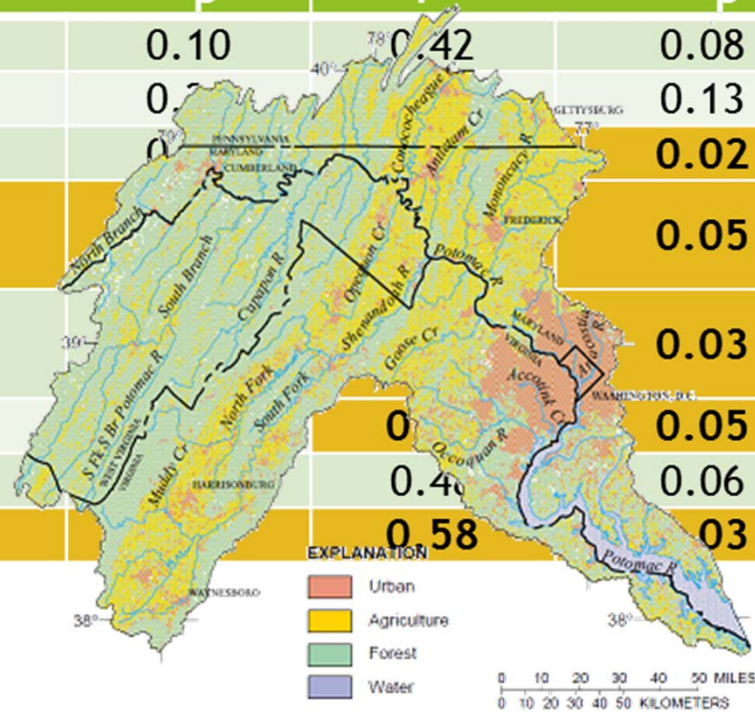 0.10
0.42
0.08
0.13
0.02
0.05
0.03
0.05
0.06
0.58
03
78°
40°
77°
39°
38°
38°
GETTYSBURG
PENNSYLVANIA
MARYLAND
CUMBERLAND
Conococheague Cr
Antietam Cr
Monocacy R
FREDERICK
North Branch
South Branch
Cacapon R
Opequon Cr
Shenandoah R
Potomac R
Goose Cr
MARYLAND
VIRGINIA
Accotink Cr
WASHINGTON, D.C.
S Fk S Br Potomac R
WEST VIRGINIA
VIRGINIA
North Fork
South Fork
Muddy Cr
HARRISONBURG
Occoquan R
WAYNESBORO
Potomac R
EXPLANATION
Urban
Agriculture
Forest
Water
0 10 20 30 40 50 MILES
0 10 20 30 40 50 KILOMETERS